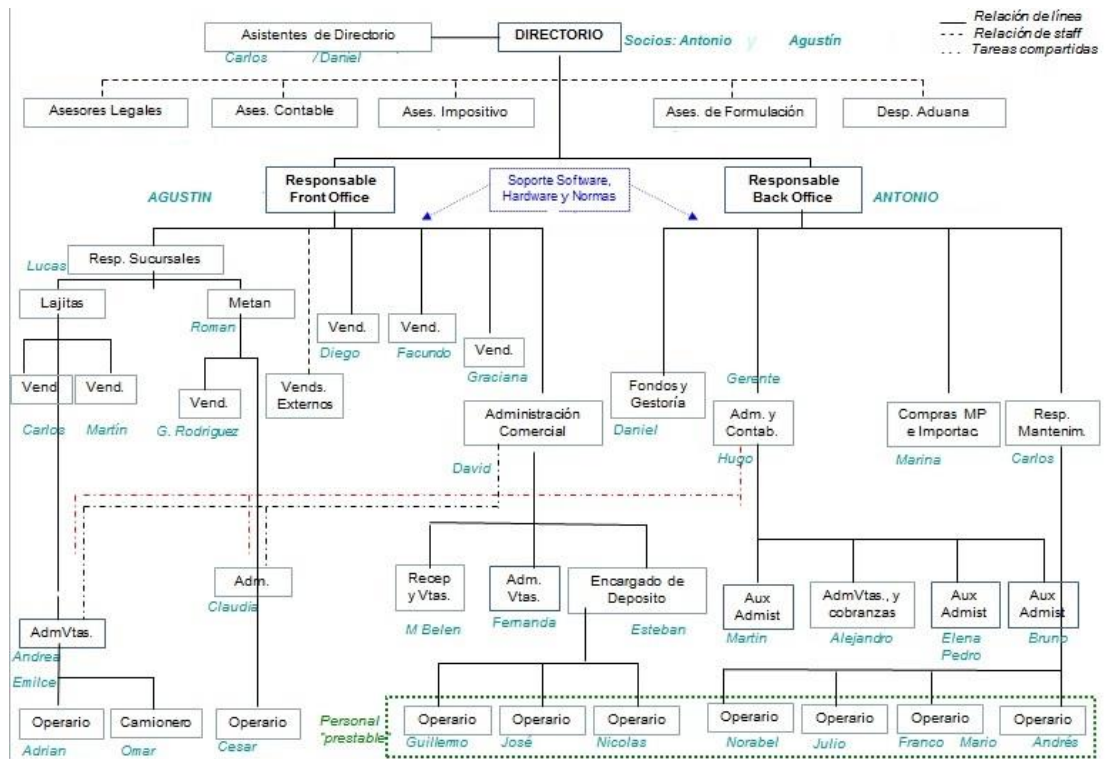 Relación de línea
Relación de staff
Tareas compartidas
Asistentes de Directorio
DIRECTORIO
Socios: Antonio y Agustín
Carlos / Daniel
Asesores Legales
Ases. Contable
Ases. Impositivo
Ases. de Formulación
Desp. Aduana
AGUSTIN
Responsable
Front Office
Soporte Software,
Hardware y Normas
Responsable
Back Office
ANTONIO
Lucas
Resp. Sucursales
Lajitas
Metan
Roman
Vend.
Diego
Vend.
Facundo
Vend.
Graciana
Vend
Carlos
Vend.
Martín
Vend.
G. Rodriguez
Vends.
Externos
Administración
Comercial
David
Fondos y
Gestoría
Daniel
Gerente
Adm. y
Contab.
Hugo
Compras MP
e Importac.
Marina
Resp.
Mantenim.
Carlos
Adm.
Claudia
Recep
y Vtas.
M Belen
Adm.
Vtas.
Fernanda
Encargado de
Deposito
Esteban
Aux
Admist
Martin
AdmVtas., y
cobranzas
Alejandro
Aux
Admist
Elena
Pedro
Aux
Admist
Bruno
AdmVtas.
Andrea
Emilce
Operario
Adrian
Camionero
Omar
Operario
Cesar
Personal
"prestable"
Operario
Guillermo
Operario
José
Operario
Nicolas
Operario
Norabel
Operario
Julio
Operario
Franco Mario
Operario
Andrés